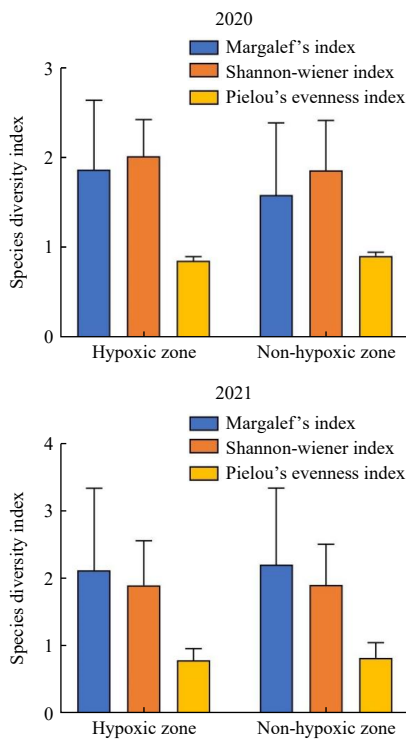 2020
Margalef's index
Shannon-wiener index
Pielou's evenness index
Species diversity index
3
2
1
0
Hypoxic zone
Non-hypoxic zone
2021
Margalef's index
Shannon-wiener index
Pielou's evenness index
Species diversity index
4
3
2
1
0
Hypoxic zone
Non-hypoxic zone